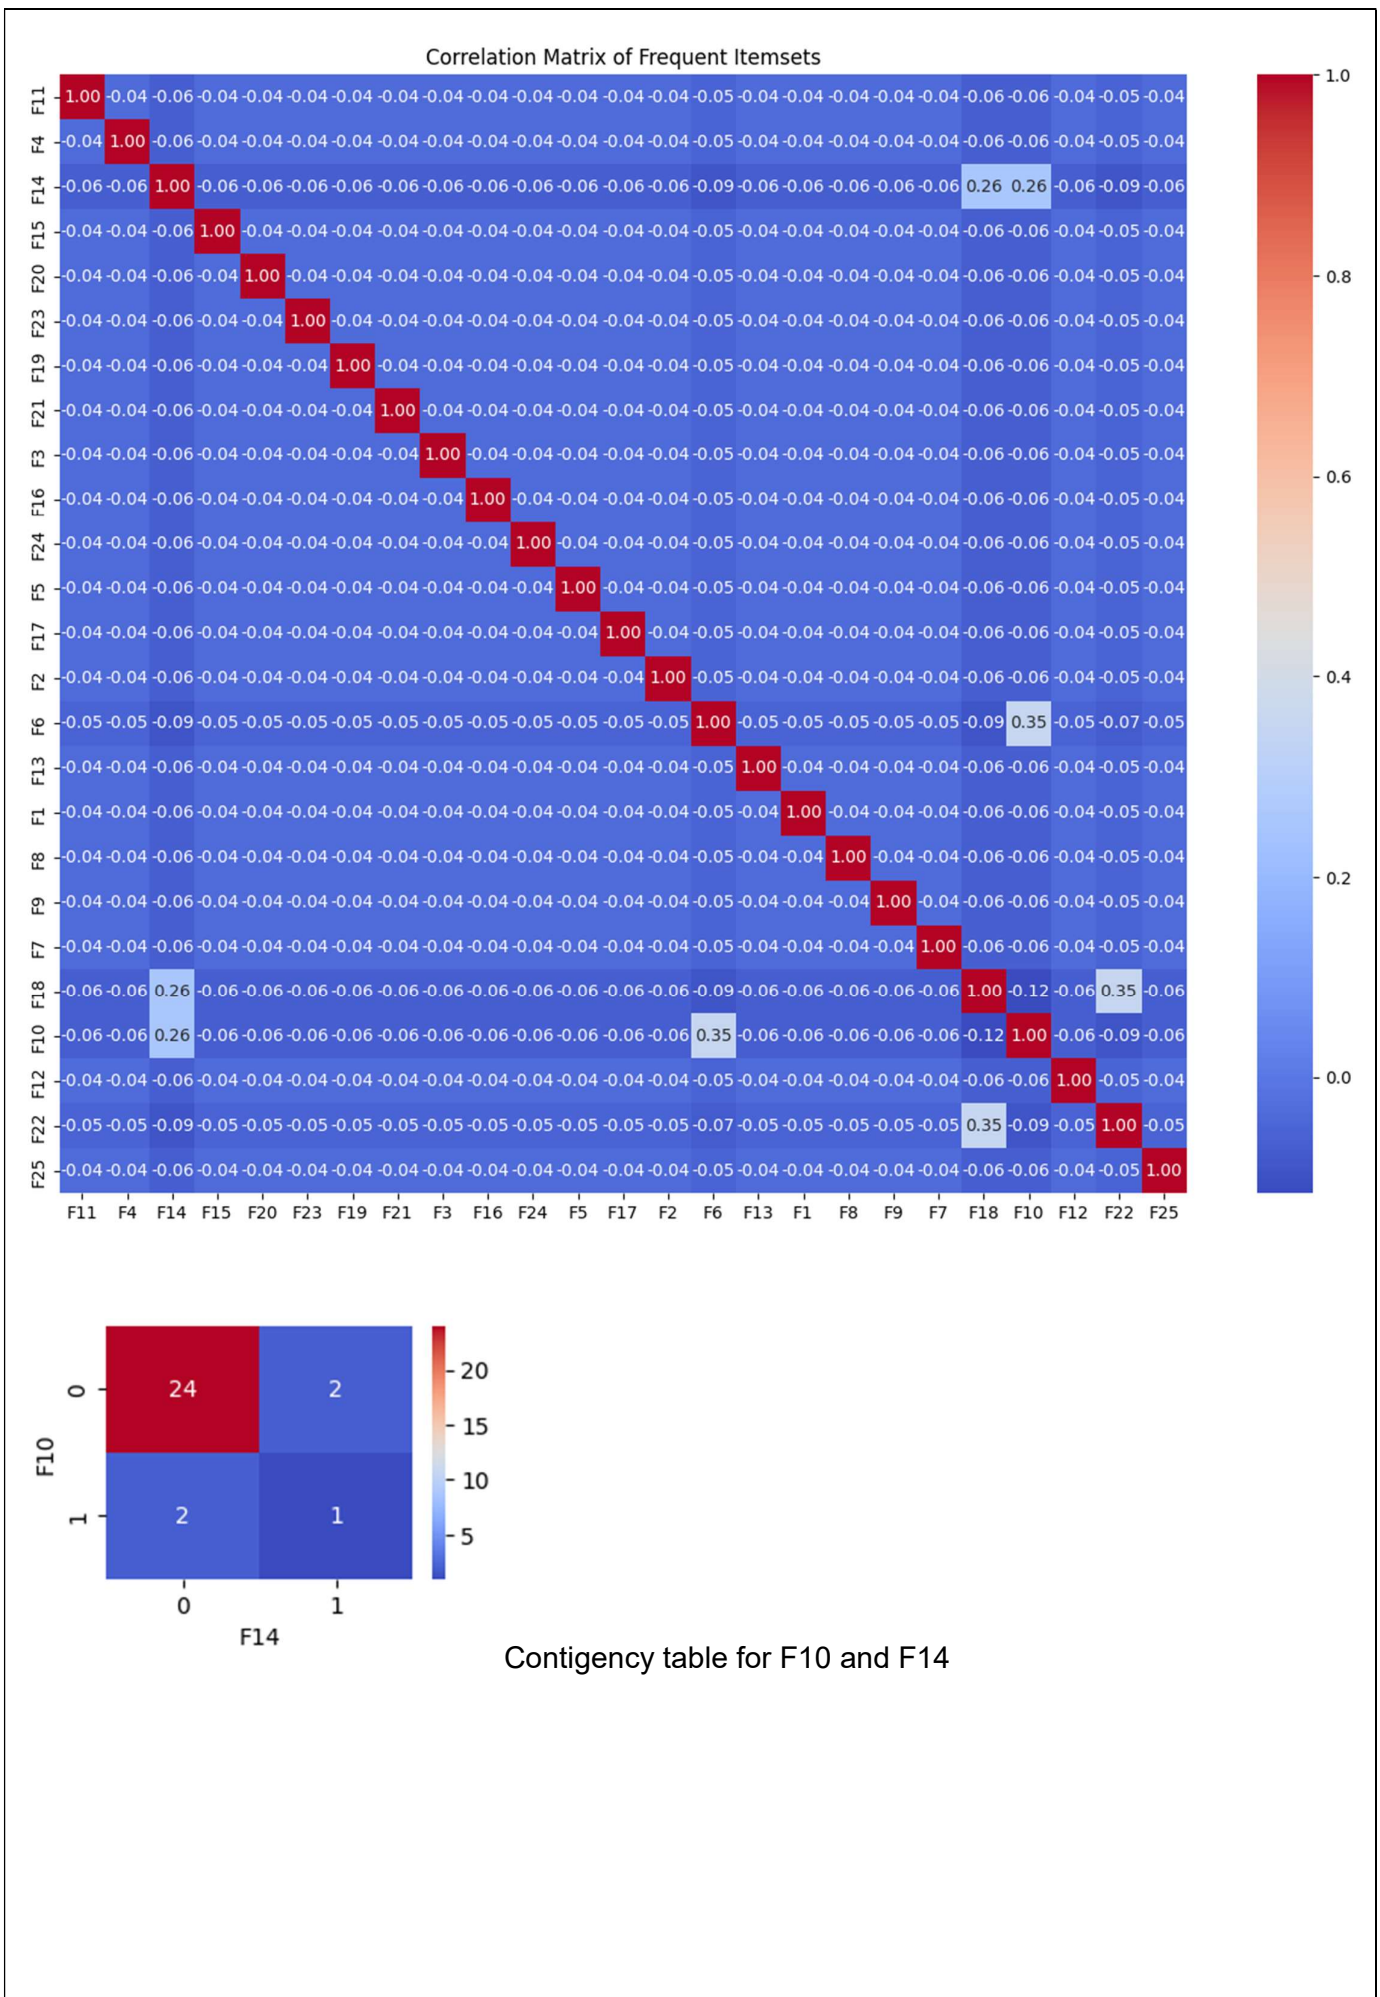 Correlation Matrix of Frequent Itemsets
F11 1.00 -0.04 -0.06 -0.04 -0.04 -0.04 -0.04 -0.04 -0.04 -0.04 -0.04 -0.04 -0.04 -0.04 -0.05 -0.04 -0.04 -0.04 -0.04 -0.04 -0.06 -0.06 -0.04 -0.05 -0.04 1.0
F4 -0.04 1.00 -0.06 -0.04 -0.04 -0.04 -0.04 -0.04 -0.04 -0.04 -0.04 -0.04 -0.04 -0.04 -0.05 -0.04 -0.04 -0.04 -0.04 -0.04 -0.06 -0.06 -0.04 -0.05 -0.04
F14 -0.06 -0.06 1.00 -0.06 -0.06 -0.06 -0.06 -0.06 -0.06 -0.06 -0.06 -0.06 -0.06 -0.06 -0.09 -0.06 -0.06 -0.06 -0.06 -0.06 0.26 0.26 -0.06 -0.09 -0.06
F15 -0.04 -0.04 -0.06 1.00 -0.04 -0.04 -0.04 -0.04 -0.04 -0.04 -0.04 -0.04 -0.04 -0.04 -0.05 -0.04 -0.04 -0.04 -0.04 -0.04 -0.06 -0.06 -0.04 -0.05 -0.04
F20 -0.04 -0.04 -0.06 -0.04 1.00 -0.04 -0.04 -0.04 -0.04 -0.04 -0.04 -0.04 -0.04 -0.04 -0.05 -0.04 -0.04 -0.04 -0.04 -0.04 -0.06 -0.06 -0.04 -0.05 -0.04 0.8
F23 -0.04 -0.04 -0.06 -0.04 -0.04 1.00 -0.04 -0.04 -0.04 -0.04 -0.04 -0.04 -0.04 -0.04 -0.05 -0.04 -0.04 -0.04 -0.04 -0.04 -0.06 -0.06 -0.04 -0.05 -0.04
F19 -0.04 -0.04 -0.06 -0.04 -0.04 -0.04 1.00 -0.04 -0.04 -0.04 -0.04 -0.04 -0.04 -0.04 -0.05 -0.04 -0.04 -0.04 -0.04 -0.04 -0.06 -0.06 -0.04 -0.05 -0.04
F21 -0.04 -0.04 -0.06 -0.04 -0.04 -0.04 -0.04 1.00 -0.04 -0.04 -0.04 -0.04 -0.04 -0.04 -0.05 -0.04 -0.04 -0.04 -0.04 -0.04 -0.06 -0.06 -0.04 -0.05 -0.04
F3 -0.04 -0.04 -0.06 -0.04 -0.04 -0.04 -0.04 -0.04 1.00 -0.04 -0.04 -0.04 -0.04 -0.04 -0.05 -0.04 -0.04 -0.04 -0.04 -0.04 -0.06 -0.06 -0.04 -0.05 -0.04 0.6
F16 -0.04 -0.04 -0.06 -0.04 -0.04 -0.04 -0.04 -0.04 -0.04 1.00 -0.04 -0.04 -0.04 -0.04 -0.05 -0.04 -0.04 -0.04 -0.04 -0.04 -0.06 -0.06 -0.04 -0.05 -0.04
F24 -0.04 -0.04 -0.06 -0.04 -0.04 -0.04 -0.04 -0.04 -0.04 -0.04 1.00 -0.04 -0.04 -0.04 -0.05 -0.04 -0.04 -0.04 -0.04 -0.04 -0.06 -0.06 -0.04 -0.05 -0.04
F5 -0.04 -0.04 -0.06 -0.04 -0.04 -0.04 -0.04 -0.04 -0.04 -0.04 -0.04 1.00 -0.04 -0.04 -0.05 -0.04 -0.04 -0.04 -0.04 -0.04 -0.06 -0.06 -0.04 -0.05 -0.04
F17 -0.04 -0.04 -0.06 -0.04 -0.04 -0.04 -0.04 -0.04 -0.04 -0.04 -0.04 -0.04 1.00 -0.04 -0.05 -0.04 -0.04 -0.04 -0.04 -0.04 -0.06 -0.06 -0.04 -0.05 -0.04
F2 -0.04 -0.04 -0.06 -0.04 -0.04 -0.04 -0.04 -0.04 -0.04 -0.04 -0.04 -0.04 -0.04 1.00 -0.05 -0.04 -0.04 -0.04 -0.04 -0.04 -0.06 -0.06 -0.04 -0.05 -0.04 0.4
F6 -0.05 -0.05 -0.09 -0.05 -0.05 -0.05 -0.05 -0.05 -0.05 -0.05 -0.05 -0.05 -0.05 -0.05 1.00 -0.05 -0.05 -0.05 -0.05 -0.05 -0.09 0.35 -0.05 -0.07 -0.05
F13 -0.04 -0.04 -0.06 -0.04 -0.04 -0.04 -0.04 -0.04 -0.04 -0.04 -0.04 -0.04 -0.04 -0.04 -0.05 1.00 -0.04 -0.04 -0.04 -0.04 -0.06 -0.06 -0.04 -0.05 -0.04
F1 -0.04 -0.04 -0.06 -0.04 -0.04 -0.04 -0.04 -0.04 -0.04 -0.04 -0.04 -0.04 -0.04 -0.04 -0.05 -0.04 1.00 -0.04 -0.04 -0.04 -0.06 -0.06 -0.04 -0.05 -0.04
F8 -0.04 -0.04 -0.06 -0.04 -0.04 -0.04 -0.04 -0.04 -0.04 -0.04 -0.04 -0.04 -0.04 -0.04 -0.05 -0.04 -0.04 1.00 -0.04 -0.04 -0.06 -0.06 -0.04 -0.05 -0.04 0.2
F9 -0.04 -0.04 -0.06 -0.04 -0.04 -0.04 -0.04 -0.04 -0.04 -0.04 -0.04 -0.04 -0.04 -0.04 -0.05 -0.04 -0.04 -0.04 1.00 -0.04 -0.06 -0.06 -0.04 -0.05 -0.04
F7 -0.04 -0.04 -0.06 -0.04 -0.04 -0.04 -0.04 -0.04 -0.04 -0.04 -0.04 -0.04 -0.04 -0.04 -0.05 -0.04 -0.04 -0.04 -0.04 1.00 -0.06 -0.06 -0.04 -0.05 -0.04
F18 -0.06 -0.06 0.26 -0.06 -0.06 -0.06 -0.06 -0.06 -0.06 -0.06 -0.06 -0.06 -0.06 -0.06 -0.09 -0.06 -0.06 -0.06 -0.06 -0.06 1.00 -0.12 -0.06 0.35 -0.06
F10 -0.06 -0.06 0.26 -0.06 -0.06 -0.06 -0.06 -0.06 -0.06 -0.06 -0.06 -0.06 -0.06 -0.06 0.35 -0.06 -0.06 -0.06 -0.06 -0.06 -0.12 1.00 -0.06 -0.09 -0.06
F12 -0.04 -0.04 -0.06 -0.04 -0.04 -0.04 -0.04 -0.04 -0.04 -0.04 -0.04 -0.04 -0.04 -0.04 -0.05 -0.04 -0.04 -0.04 -0.04 -0.04 -0.06 -0.06 1.00 -0.05 -0.04 0.0
F22 -0.05 -0.05 -0.09 -0.05 -0.05 -0.05 -0.05 -0.05 -0.05 -0.05 -0.05 -0.05 -0.05 -0.05 -0.07 -0.05 -0.05 -0.05 -0.05 -0.05 0.35 -0.09 -0.05 1.00 -0.05
F25 -0.04 -0.04 -0.06 -0.04 -0.04 -0.04 -0.04 -0.04 -0.04 -0.04 -0.04 -0.04 -0.04 -0.04 -0.05 -0.04 -0.04 -0.04 -0.04 -0.04 -0.06 -0.06 -0.04 -0.05 1.00
F11 F4 F14 F15 F20 F23 F19 F21 F3 F16 F24 F5 F17 F2 F6 F13 F1 F8 F9 F7 F18 F10 F12 F22 F25
20
0 24 2
15
F10
10
1 2 1
5
0 1
F14
Contigency table for F10 and F14